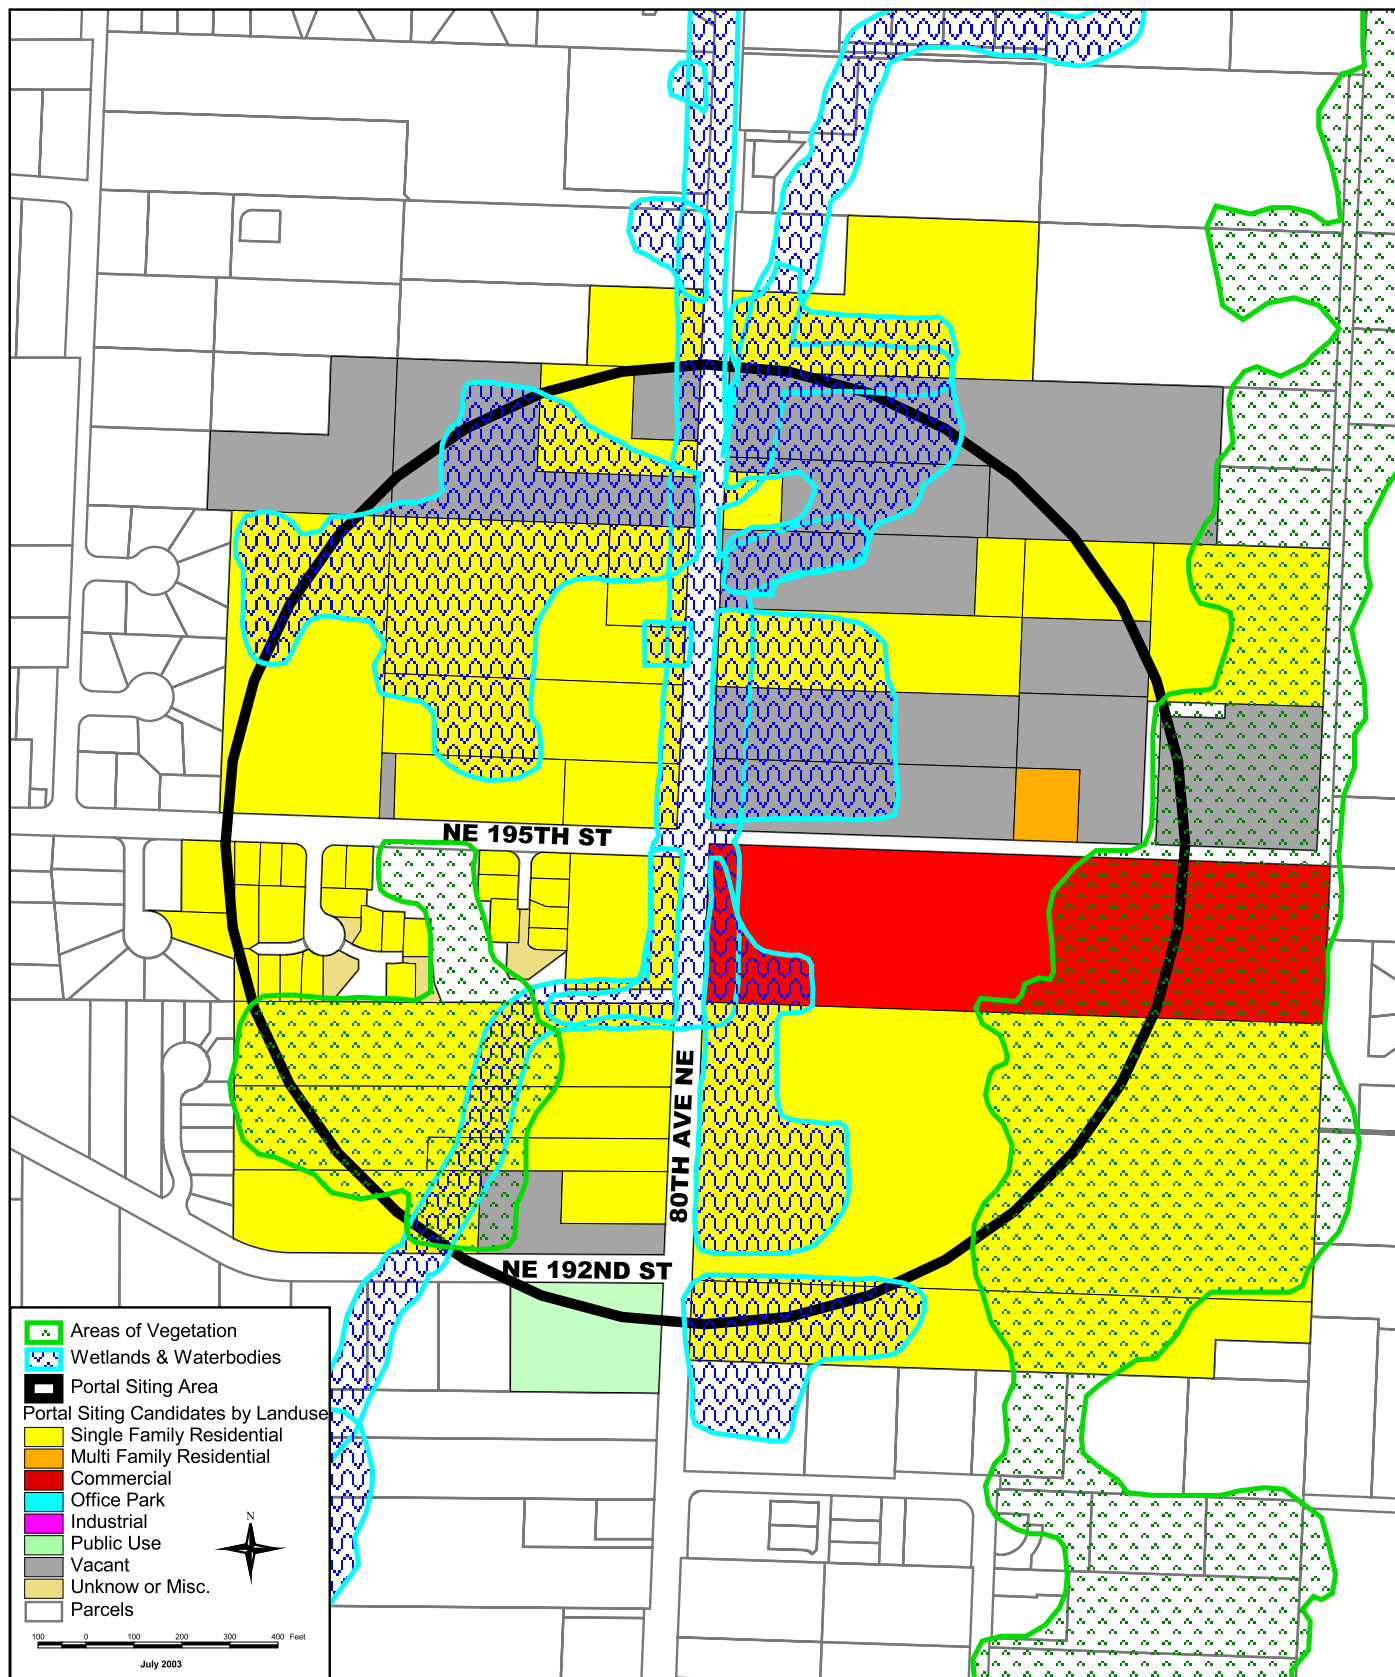 NE 195TH ST
80TH AVE NE
NE 192ND ST
Areas of Vegetation
Wetlands & Waterbodies
Portal Siting Area
Portal Siting Candidates by Landuse
Single Family Residential
Multi Family Residential
Commercial
Office Park
Industrial
Public Use
Vacant
Unknow or Misc.
Parcels
N
100 0 100 200 300 400 Feet
July 2003